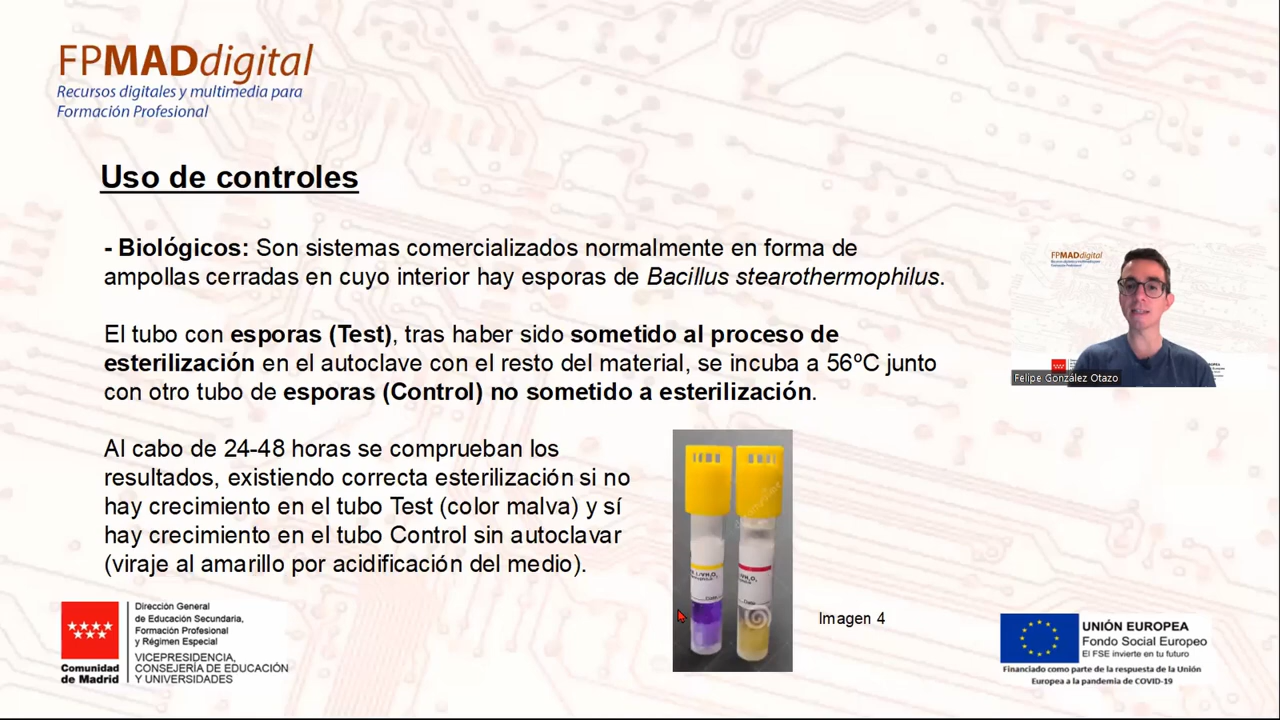 FPMADdigital
Recursos digitales y multimedia para
Formación Profesional
Uso de controles
- Biológicos: Son sistemas comercializados normalmente en forma de
ampollas cerradas en cuyo interior hay esporas de Bacillus stearothermophilus.
El tubo con esporas (Test), tras haber sido sometido al proceso de
esterilización en el autoclave con el resto del material, se incuba a 56ºC junto
con otro tubo de esporas (Control) no sometido a esterilización.
Al cabo de 24-48 horas se comprueban los
resultados, existiendo correcta esterilización si no
hay crecimiento en el tubo Test (color malva) y sí
hay crecimiento en el tubo Control sin autoclavar
(viraje al amarillo por acidificación del medio).
Imagen 4
FPMADdigital
Felipe González Otazo
Comunidad
de Madrid
Dirección General
de Educación Secundaria,
Formación Profesional
y Régimen Especial
VICEPRESIDENCIA,
CONSEJERÍA DE EDUCACIÓN
Y UNIVERSIDADES
UNIÓN EUROPEA
Fondo Social Europeo
El FSE invierte en tu futuro
Financiado como parte de la respuesta de la Unión
Europea a la pandemia de COVID-19